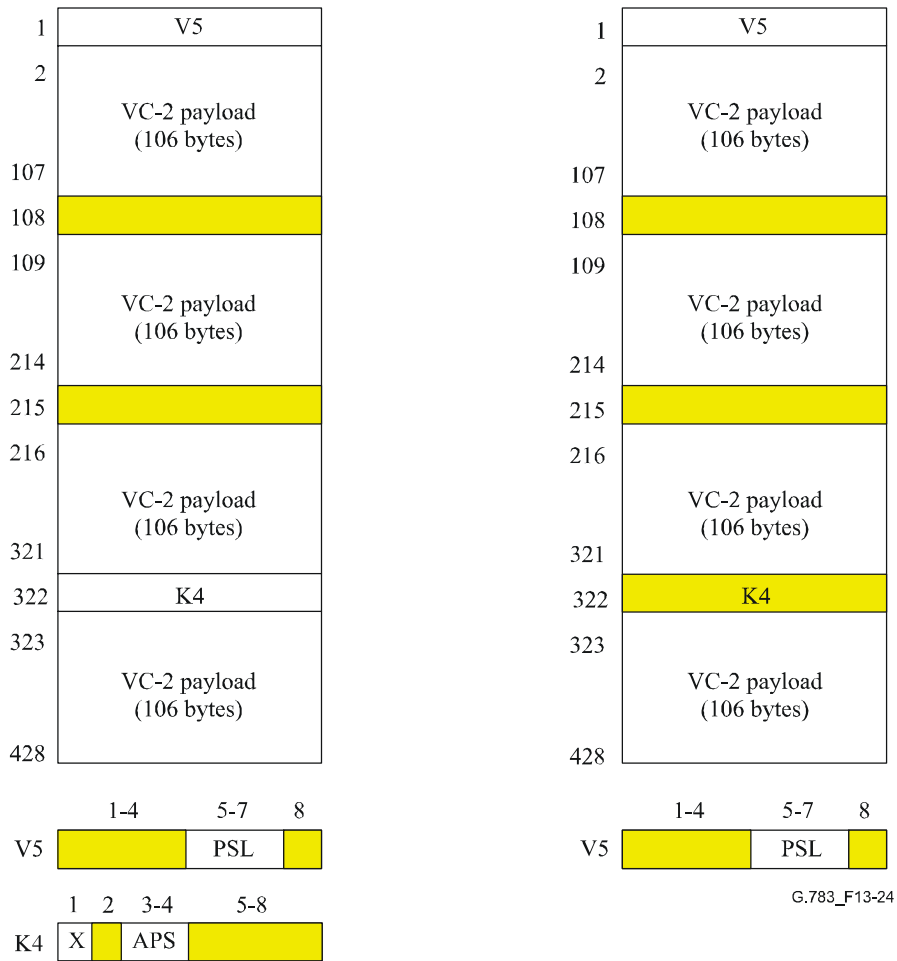 1
V5
2
VC-2 payload
(106 bytes)
107
108
109
VC-2 payload
(106 bytes)
214
215
216
VC-2 payload
(106 bytes)
321
322
K4
323
VC-2 payload
(106 bytes)
428
1-4
5-7
8
V5
PSL
1
2
3-4
5-8
K4
X
APS
1
V5
2
VC-2 payload
(106 bytes)
107
108
109
VC-2 payload
(106 bytes)
214
215
216
VC-2 payload
(106 bytes)
321
322
K4
323
VC-2 payload
(106 bytes)
428
1-4
5-7
8
V5
PSL
G.783_F13-24